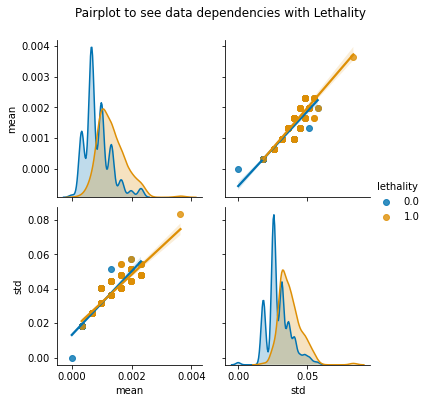 Pairplot to see data dependencies with Lethality
0.004
0.003
0.002
0.001
0.000
mean
lethality
0.0
1.0
0.08
0.06
0.04
0.02
0.00
std
0.000 0.002 0.004
mean
0.00 0.05
std